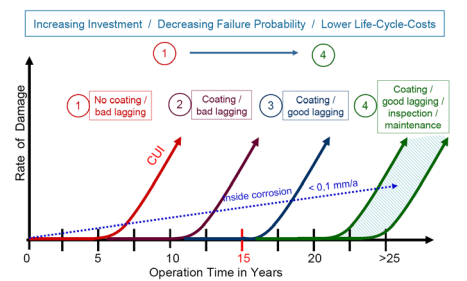 Increasing Investment / Decreasing Failure Probability / Lower Life-Cycle-Costs
1
4
1
No coating /
bad lagging
2
Coating /
bad lagging
3
Coating /
good lagging
4
Coating /
good lagging /
inspection /
maintenance
Rate of Damage
CUI
inside corrosion < 0,1 mm/a
0
5
10
15
20
>25
Operation Time in Years